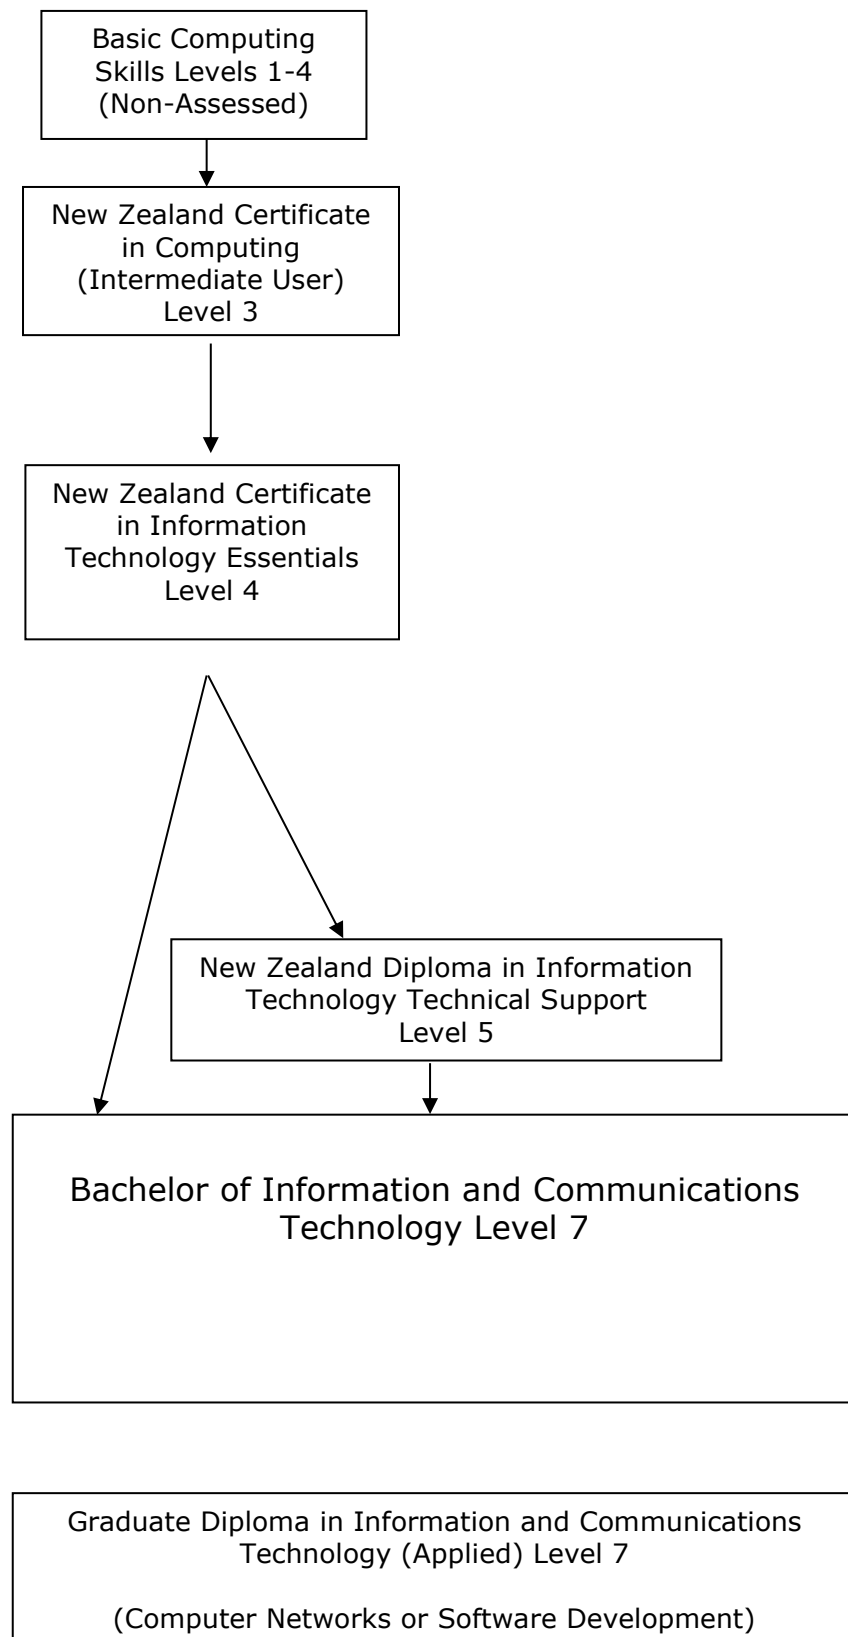 Basic Computing
Skills Levels 1-4
(Non-Assessed)
New Zealand Certificate
in Computing
(Intermediate User)
Level 3
New Zealand Certificate
in Information
Technology Essentials
Level 4
New Zealand Diploma in Information
Technology Technical Support
Level 5
Bachelor of Information and Communications
Technology Level 7
Graduate Diploma in Information and Communications
Technology (Applied) Level 7
(Computer Networks or Software Development)